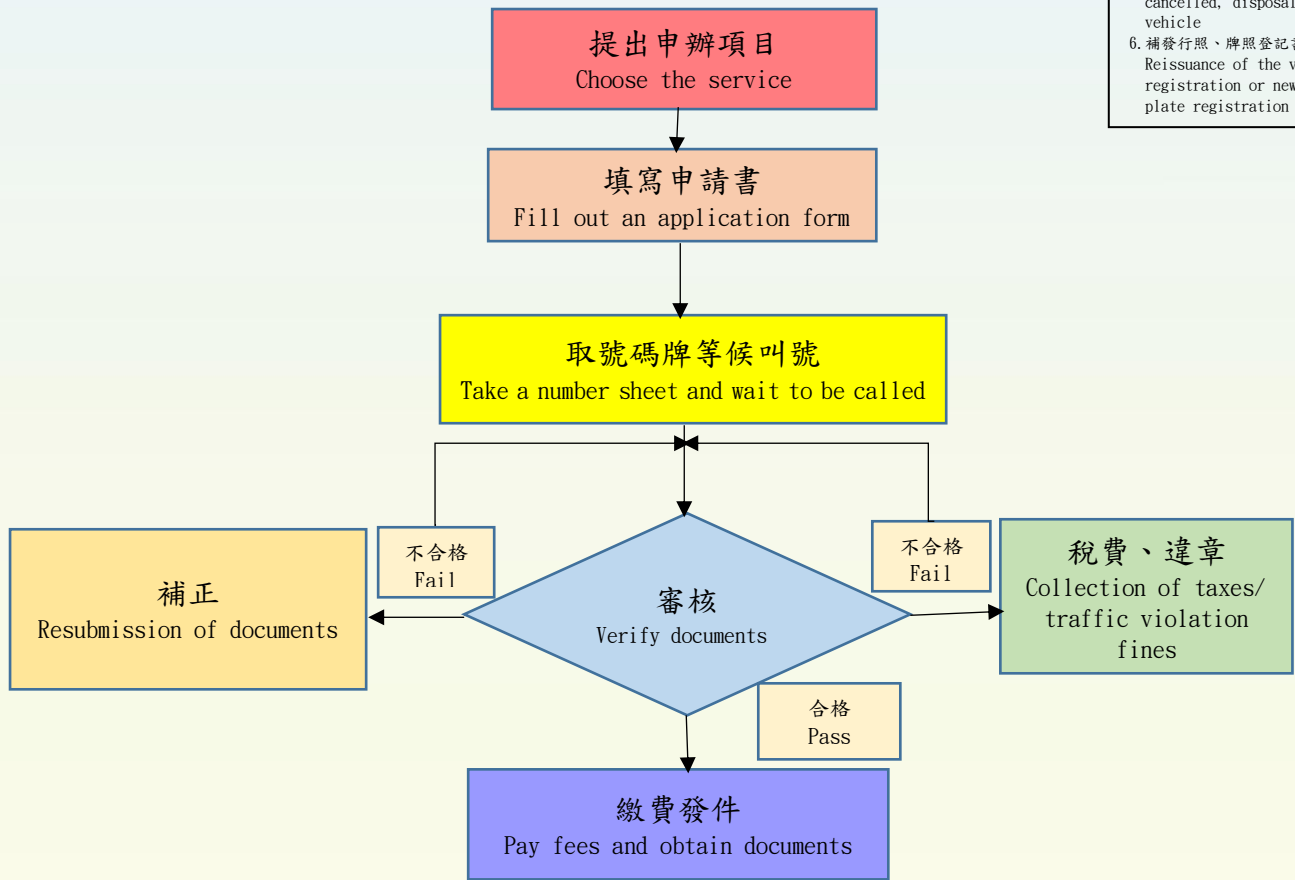 cancelled, disposal
vehicle
6.補發行照、牌照登記書
Reissuance of the v
registration or new
plate registration
提出申辦項目
Choose the service
填寫申請書
Fill out an application form
取號碼牌等候叫號
Take a number sheet and wait to be called
不合格
Fail
不合格
Fail
補正
Resubmission of documents
審核
Verify documents
稅費、違章
Collection of taxes/
traffic violation
fines
合格
Pass
繳費發件
Pay fees and obtain documents